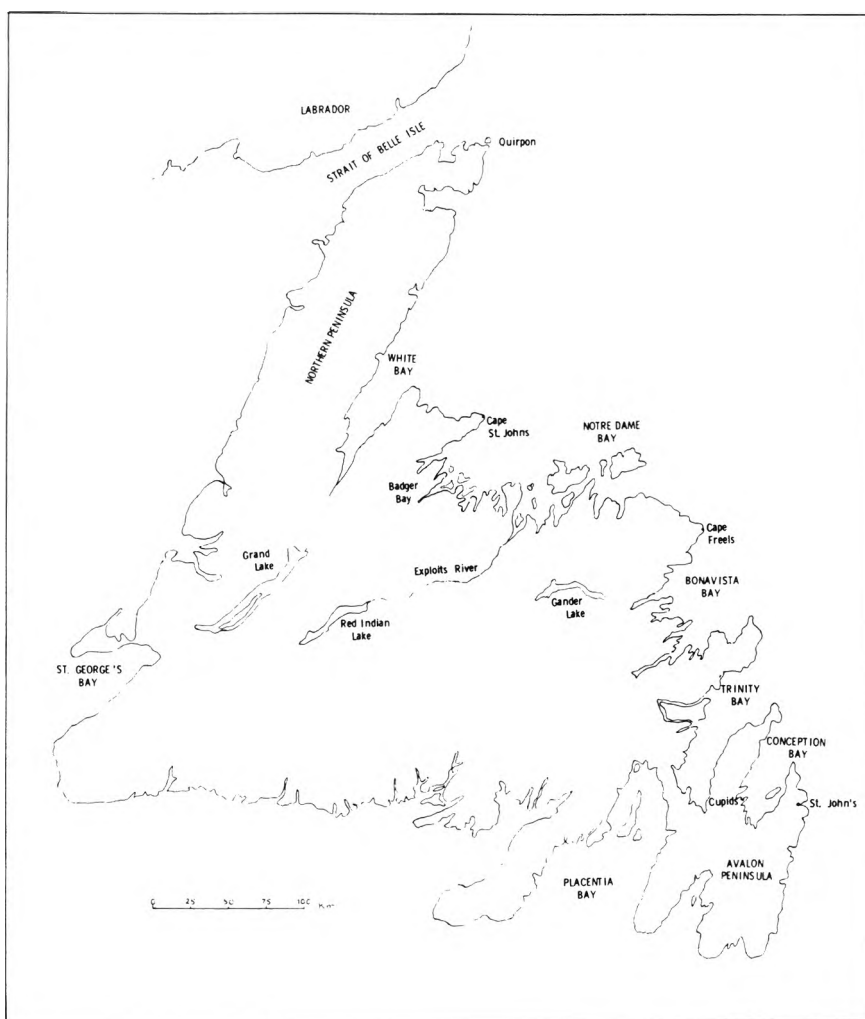 LABRADOR
STRAIT OF BELLE ISLE
Quirpon
NORTHERN PENINSULA
WHITE
BAY
Cape
St. Johns
NOTRE DAME
BAY
Badger
Bay
Cape
Freels
Grand
Lake
Exploits River
BONAVISTA
BAY
Gander
Lake
Red Indian
Lake
ST. GEORGE'S
BAY
TRINITY
BAY
CONCEPTION
BAY
Cupids
St. John's
AVALON
PENINSULA
PLACENTIA
BAY
0 25 50 75 100 Km